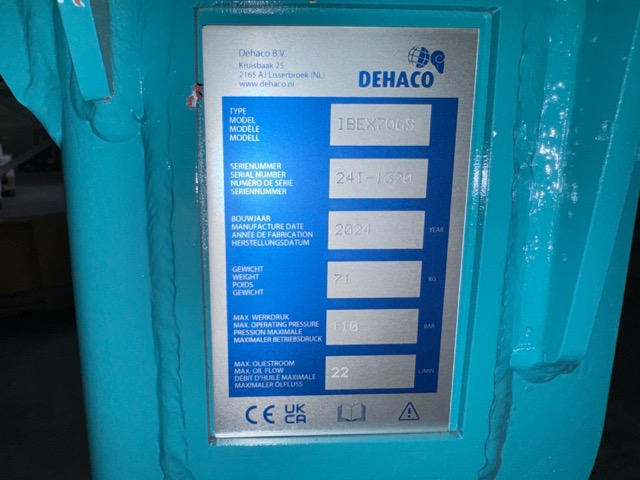 Dehaco B.V.
Kruisbaak 25
2165 AJ Lisserbroek (NL)
www.dehaco.nl
DEHACO
TYPE
MODEL
MODÈLE
MODELL
IBEX70GS
SERIENUMMER
SERIAL NUMBER
NUMÉRO DE SÉRIE
SERIENNUMMER
24I-1390
BOUWJAAR
MANUFACTURE DATE
ANNÉE DE FABRICATION
HERSTELLUNGSDATUM
2024
YEAR
GEWICHT
WEIGHT
POIDS
GEWICHT
71
KG
MAX. WERKDRUK
MAX. OPERATING PRESSURE
PRESSION MAXIMALE
MAXIMALER BETRIEBSDRUCK
110
BAR
MAX. OLIESTROOM
MAX. OIL FLOW
DÉBIT D'HUILE MAXIMALE
MAXIMALER ÖLFLUSS
22
L/MIN
CE
UK
CA